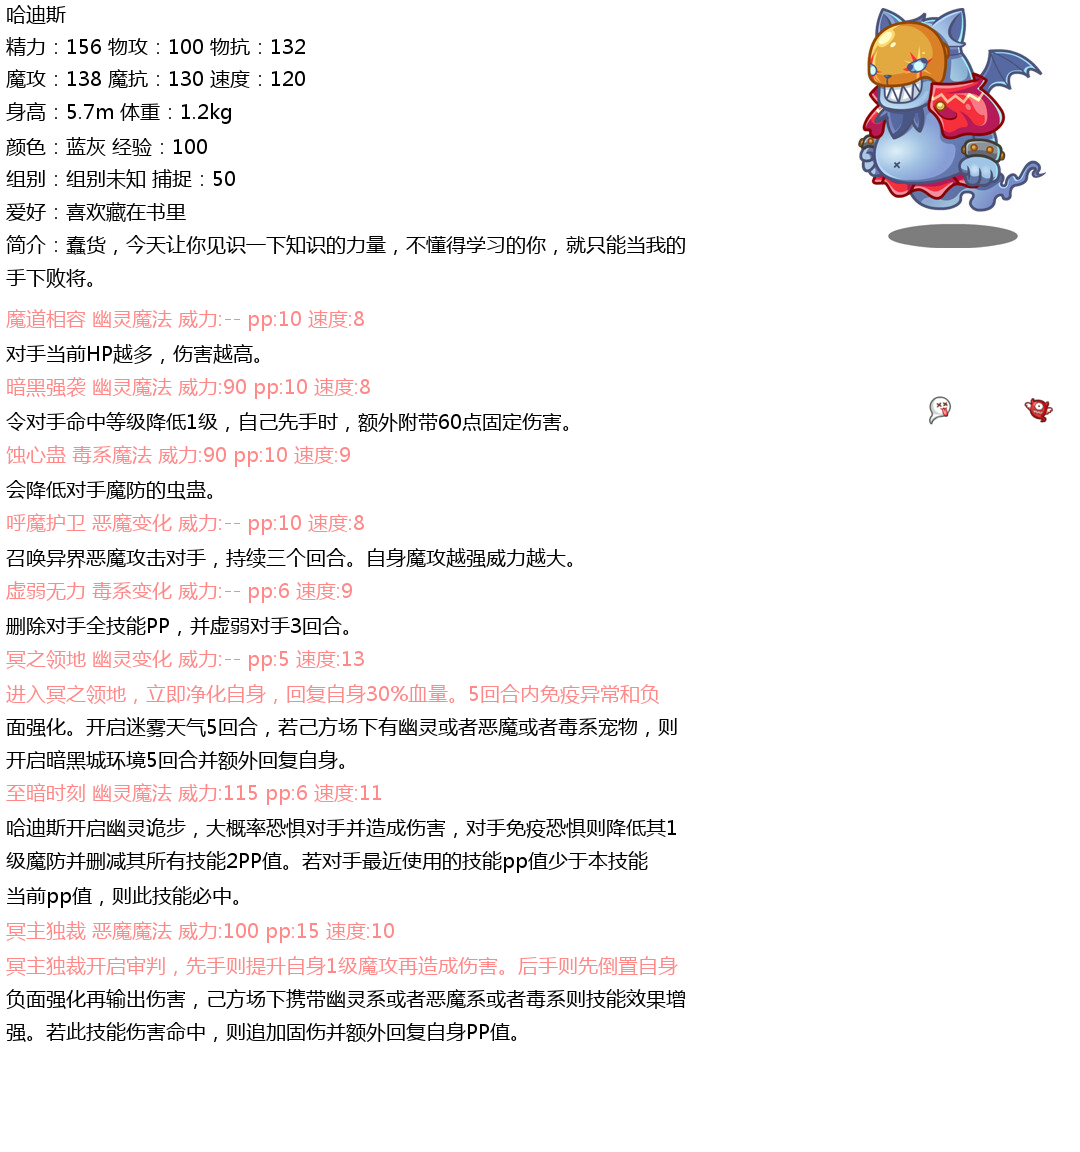 哈迪斯
精力：156 物攻：100 物抗：132
魔攻：138 魔抗：130 速度：120
身高：5.7m 体重：1.2kg
颜色：蓝灰 经验：100
组别：组别未知 捕捉：50
爱好：喜欢藏在书里
简介：蠢货，今天让你见识一下知识的力量，不懂得学习的你，就只能当我的
手下败将。
魔道相容 幽灵魔法 威力:-- pp:10 速度:8
对手当前HP越多，伤害越高。
暗黑强袭 幽灵魔法 威力:90 pp:10 速度:8
令对手命中等级降低1级，自己先手时，额外附带60点固定伤害。
蚀心蛊 毒系魔法 威力:90 pp:10 速度:9
会降低对手魔防的虫蛊。
呼魔护卫 恶魔变化 威力:-- pp:10 速度:8
召唤异界恶魔攻击对手，持续三个回合。自身魔攻越强威力越大。
虚弱无力 毒系变化 威力:-- pp:6 速度:9
删除对手全技能PP，并虚弱对手3回合。
冥之领地 幽灵变化 威力:-- pp:5 速度:13
进入冥之领地，立即净化自身，回复自身30%血量。5回合内免疫异常和负
面强化。开启迷雾天气5回合，若己方场下有幽灵或者恶魔或者毒系宠物，则
开启暗黑城环境5回合并额外回复自身。
至暗时刻 幽灵魔法 威力:115 pp:6 速度:11
哈迪斯开启幽灵诡步，大概率恐惧对手并造成伤害，对手免疫恐惧则降低其1
级魔防并删减其所有技能2PP值。若对手最近使用的技能pp值少于本技能
当前pp值，则此技能必中。
冥主独裁 恶魔魔法 威力:100 pp:15 速度:10
冥主独裁开启审判，先手则提升自身1级魔攻再造成伤害。后手则先倒置自身
负面强化再输出伤害，己方场下携带幽灵系或者恶魔系或者毒系则技能效果增
强。若此技能伤害命中，则追加固伤并额外回复自身PP值。